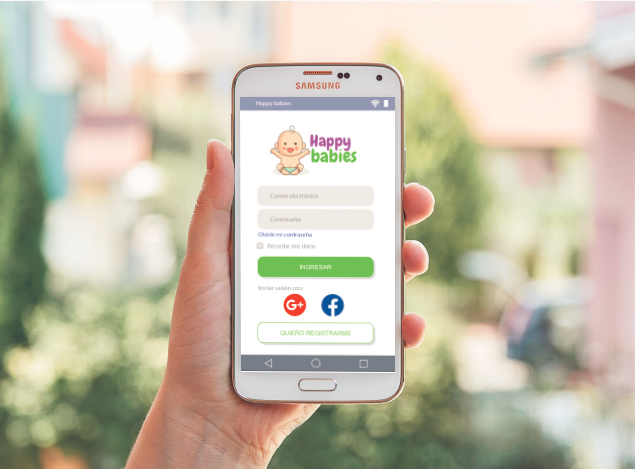 SAMSUNG
Happy babies
Happy
babies
Correo electrónico
Contraseña
Olvidé mi contraseña
Recordar mis datos
INGRESAR
Iniciar sesión con:
G+
f
QUIERO REGISTRARME